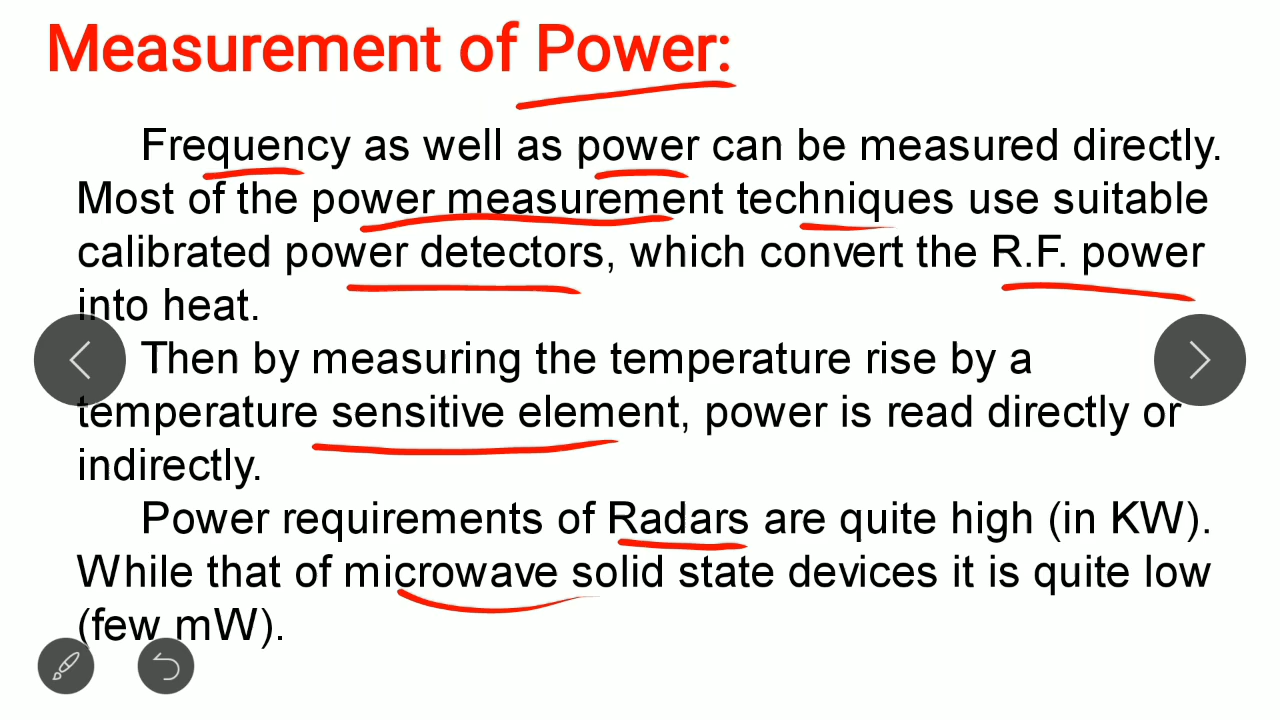 Measurement of Power:
Frequency as well as power can be measured directly.
Most of the power measurement techniques use suitable
calibrated power detectors, which convert the R.F. power
into heat.
Then by measuring the temperature rise by a
temperature sensitive element, power is read directly or
indirectly.
Power requirements of Radars are quite high (in KW).
While that of microwave solid state devices it is quite low
(few mW).